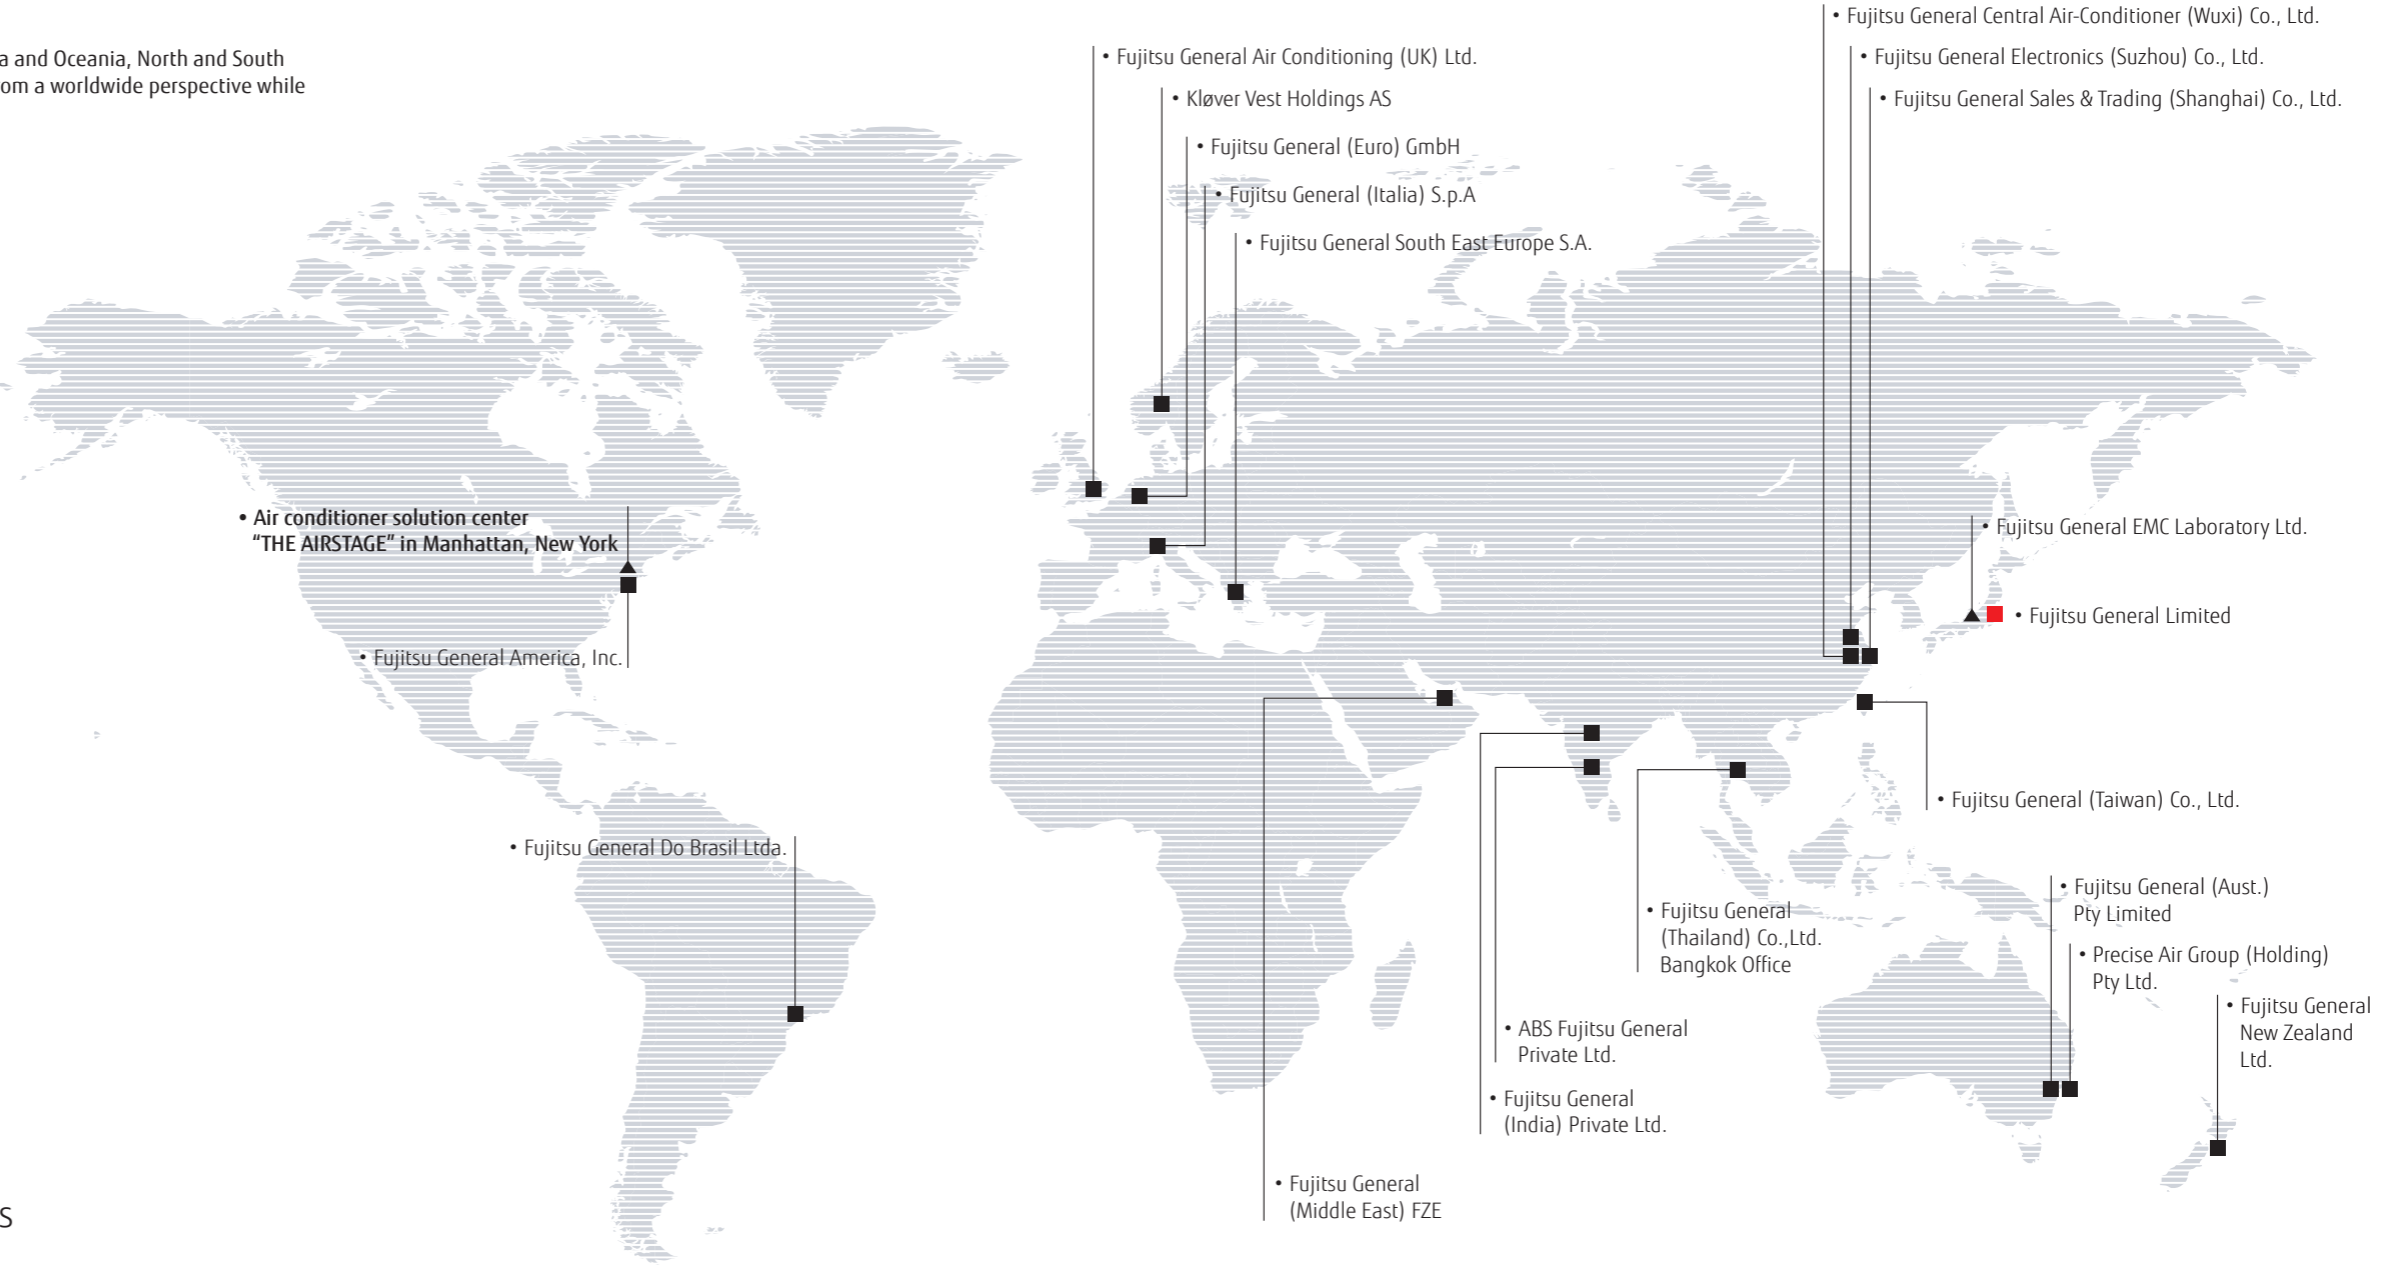 a and Oceania, North and South
om a worldwide perspective while
• Fujitsu General Central Air-Conditioner (Wuxi) Co., Ltd.
• Fujitsu General Electronics (Suzhou) Co., Ltd.
• Fujitsu General Sales & Trading (Shanghai) Co., Ltd.
• Fujitsu General Air Conditioning (UK) Ltd.
• Kløver Vest Holdings AS
• Fujitsu General (Euro) GmbH
• Fujitsu General (Italia) S.p.A
• Fujitsu General South East Europe S.A.
• Air conditioner solution center
“THE AIRSTAGE” in Manhattan, New York
• Fujitsu General America, Inc.
• Fujitsu General EMC Laboratory Ltd.
• Fujitsu General Limited
• Fujitsu General (Taiwan) Co., Ltd.
• Fujitsu General Do Brasil Ltda.
• Fujitsu General
(Thailand) Co.,Ltd.
Bangkok Office
• Fujitsu General (Aust.)
Pty Limited
• Precise Air Group (Holding)
Pty Ltd.
• Fujitsu General
New Zealand
Ltd.
• ABS Fujitsu General
Private Ltd.
• Fujitsu General
(India) Private Ltd.
• Fujitsu General
(Middle East) FZE
s